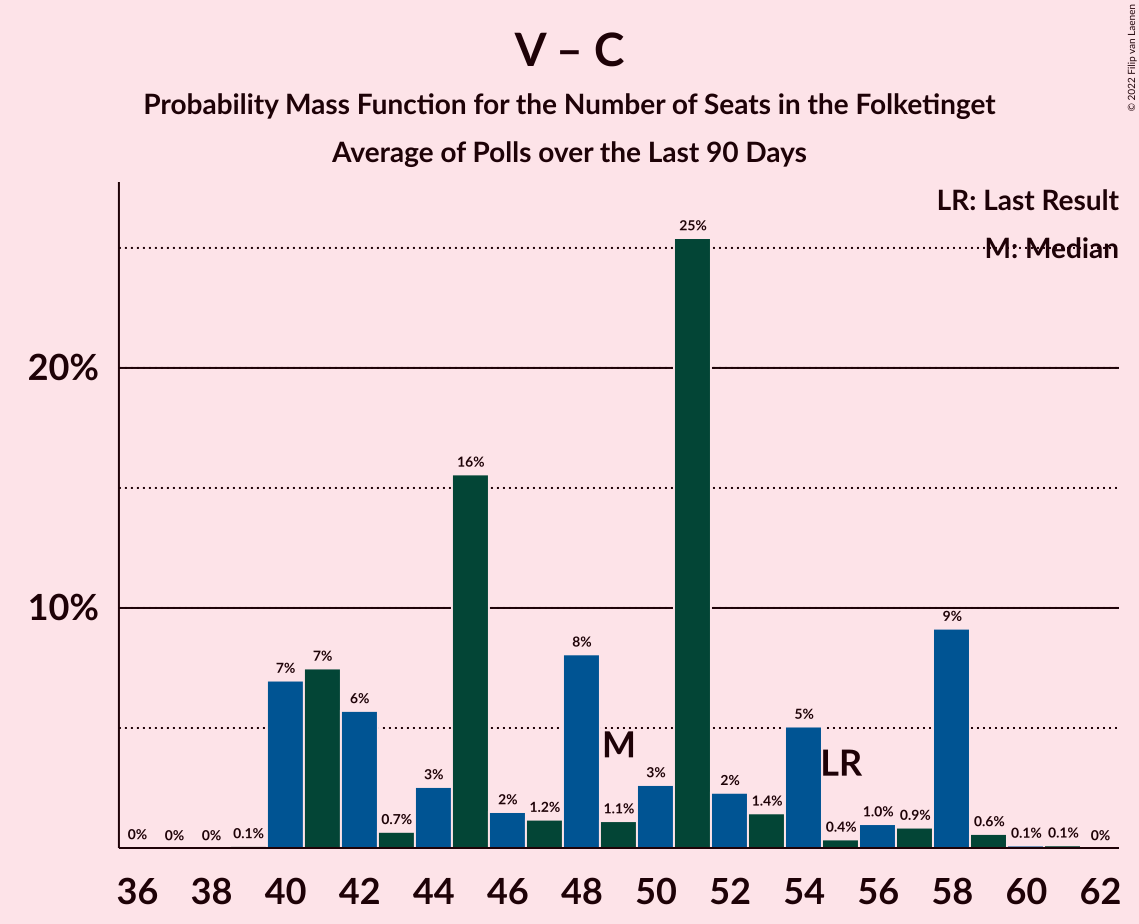 V – C
Probability Mass Function for the Number of Seats in the Folketinget
Average of Polls over the Last 90 Days
© 2022 Filip van Laenen
LR: Last Result
M: Median
20%
10%
0% 0% 0% 0.1% 7% 7% 6% 0.7% 3% 16% 2% 1.2% 8% 1.1% 3% 25% 2% 1.4% 5% 0.4% 1.0% 0.9% 9% 0.6% 0.1% 0.1% 0%
M
LR
36 38 40 42 44 46 48 50 52 54 56 58 60 62